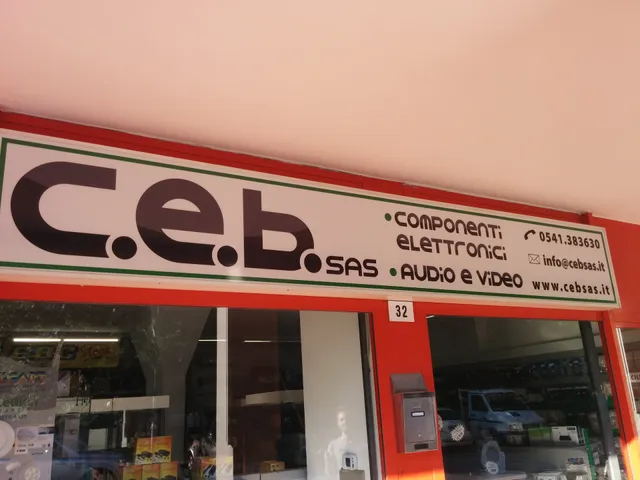 c.e.b. SAS
• COMPONENTI
ELETTRONICI
• AUDIO E VIDEO
0541.383630
info@cebsas.it
www.cebsas.it
32